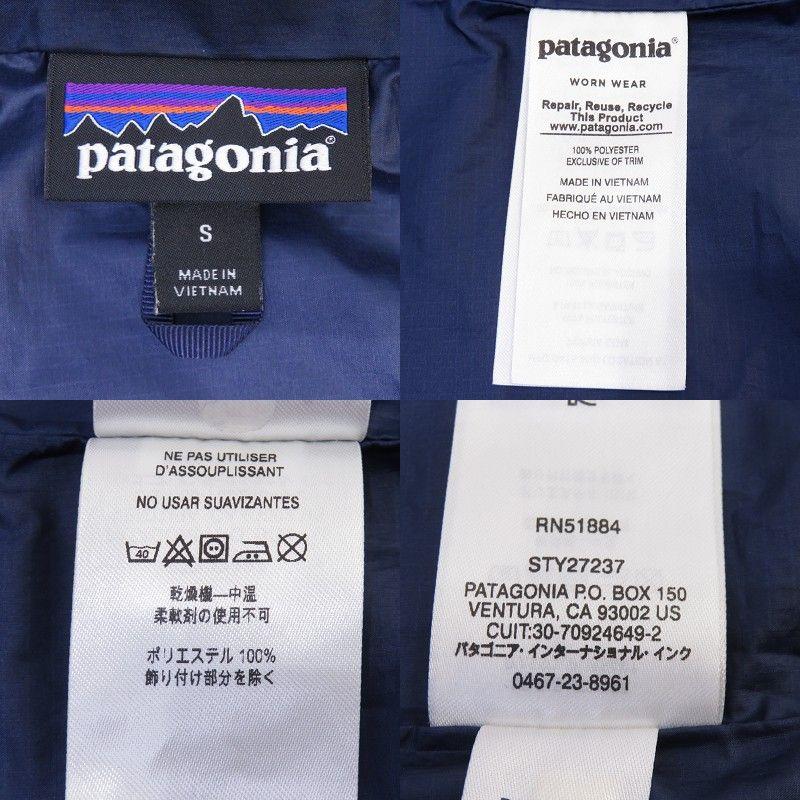 patagonia®
S
MADE IN
VIETNAM
patagonia®
WORN WEAR
Repair, Reuse, Recycle
This Product
www.patagonia.com
100% POLYESTER
EXCLUSIVE OF TRIM
MADE IN VIETNAM
FABRIQUÉ AU VIETNAM
HECHO EN VIETNAM
NE PAS UTILISER
D'ASSOUPLISSANT
NO USAR SUAVIZANTES
40
乾燥機—中温
柔軟剤の使用不可
ポリエステル 100%
飾り付け部分を除く
RN51884
STY27237
PATAGONIA P.O. BOX 150
VENTURA, CA 93002 US
CUIT:30-70924649-2
パタゴニア・インターナショナル・インク
0467-23-8961